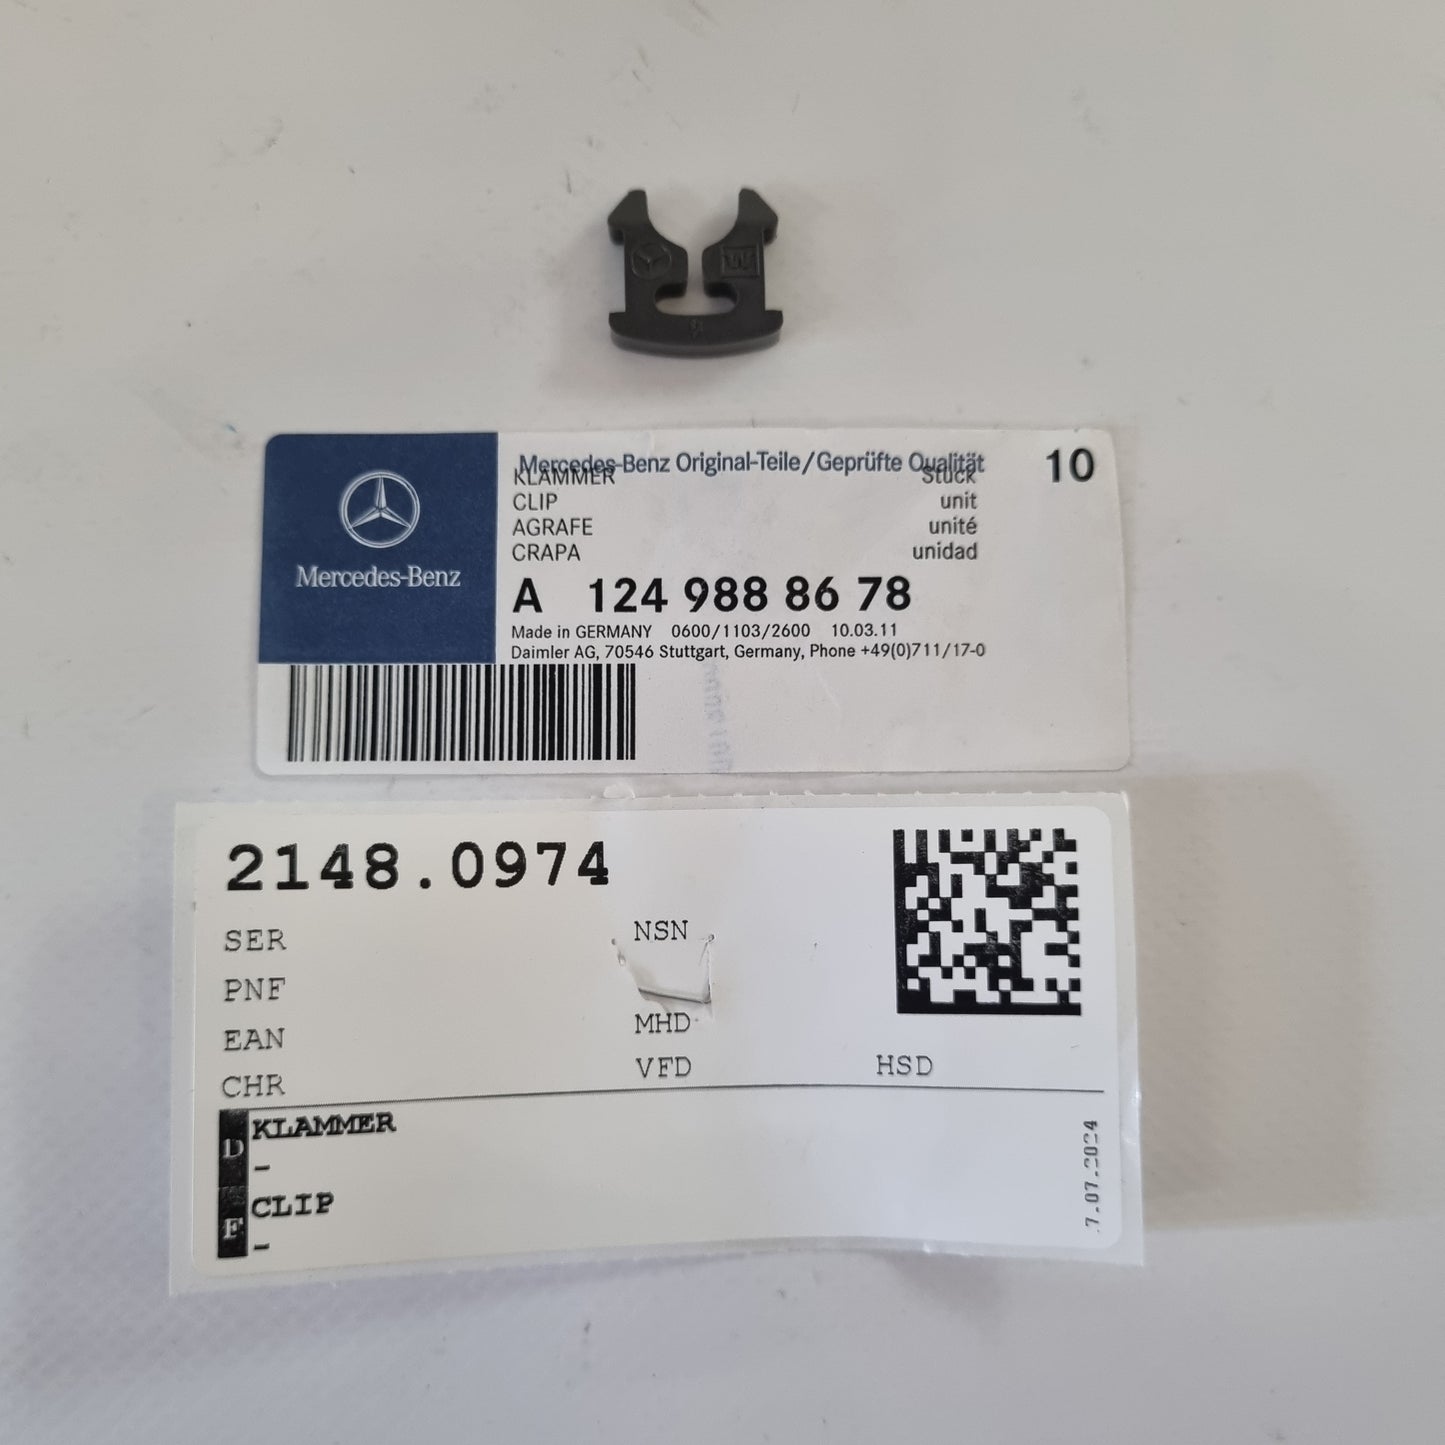 Mercedes-Benz Original-Teile/Geprüfte Qualität 10
KLAMMER Stück
CLIP unit
AGRAFE unité
CRAPA unidad
Mercedes-Benz
A 124 988 86 78
Made in GERMANY 0600/1103/2600 10.03.11
Daimler AG, 70546 Stuttgart, Germany, Phone +49(0)711/17-0
2148.0974
SER NSN
PNF
EAN MHD
CHR VFD HSD
D KLAMMER
-
F CLIP
-
7.07.2024